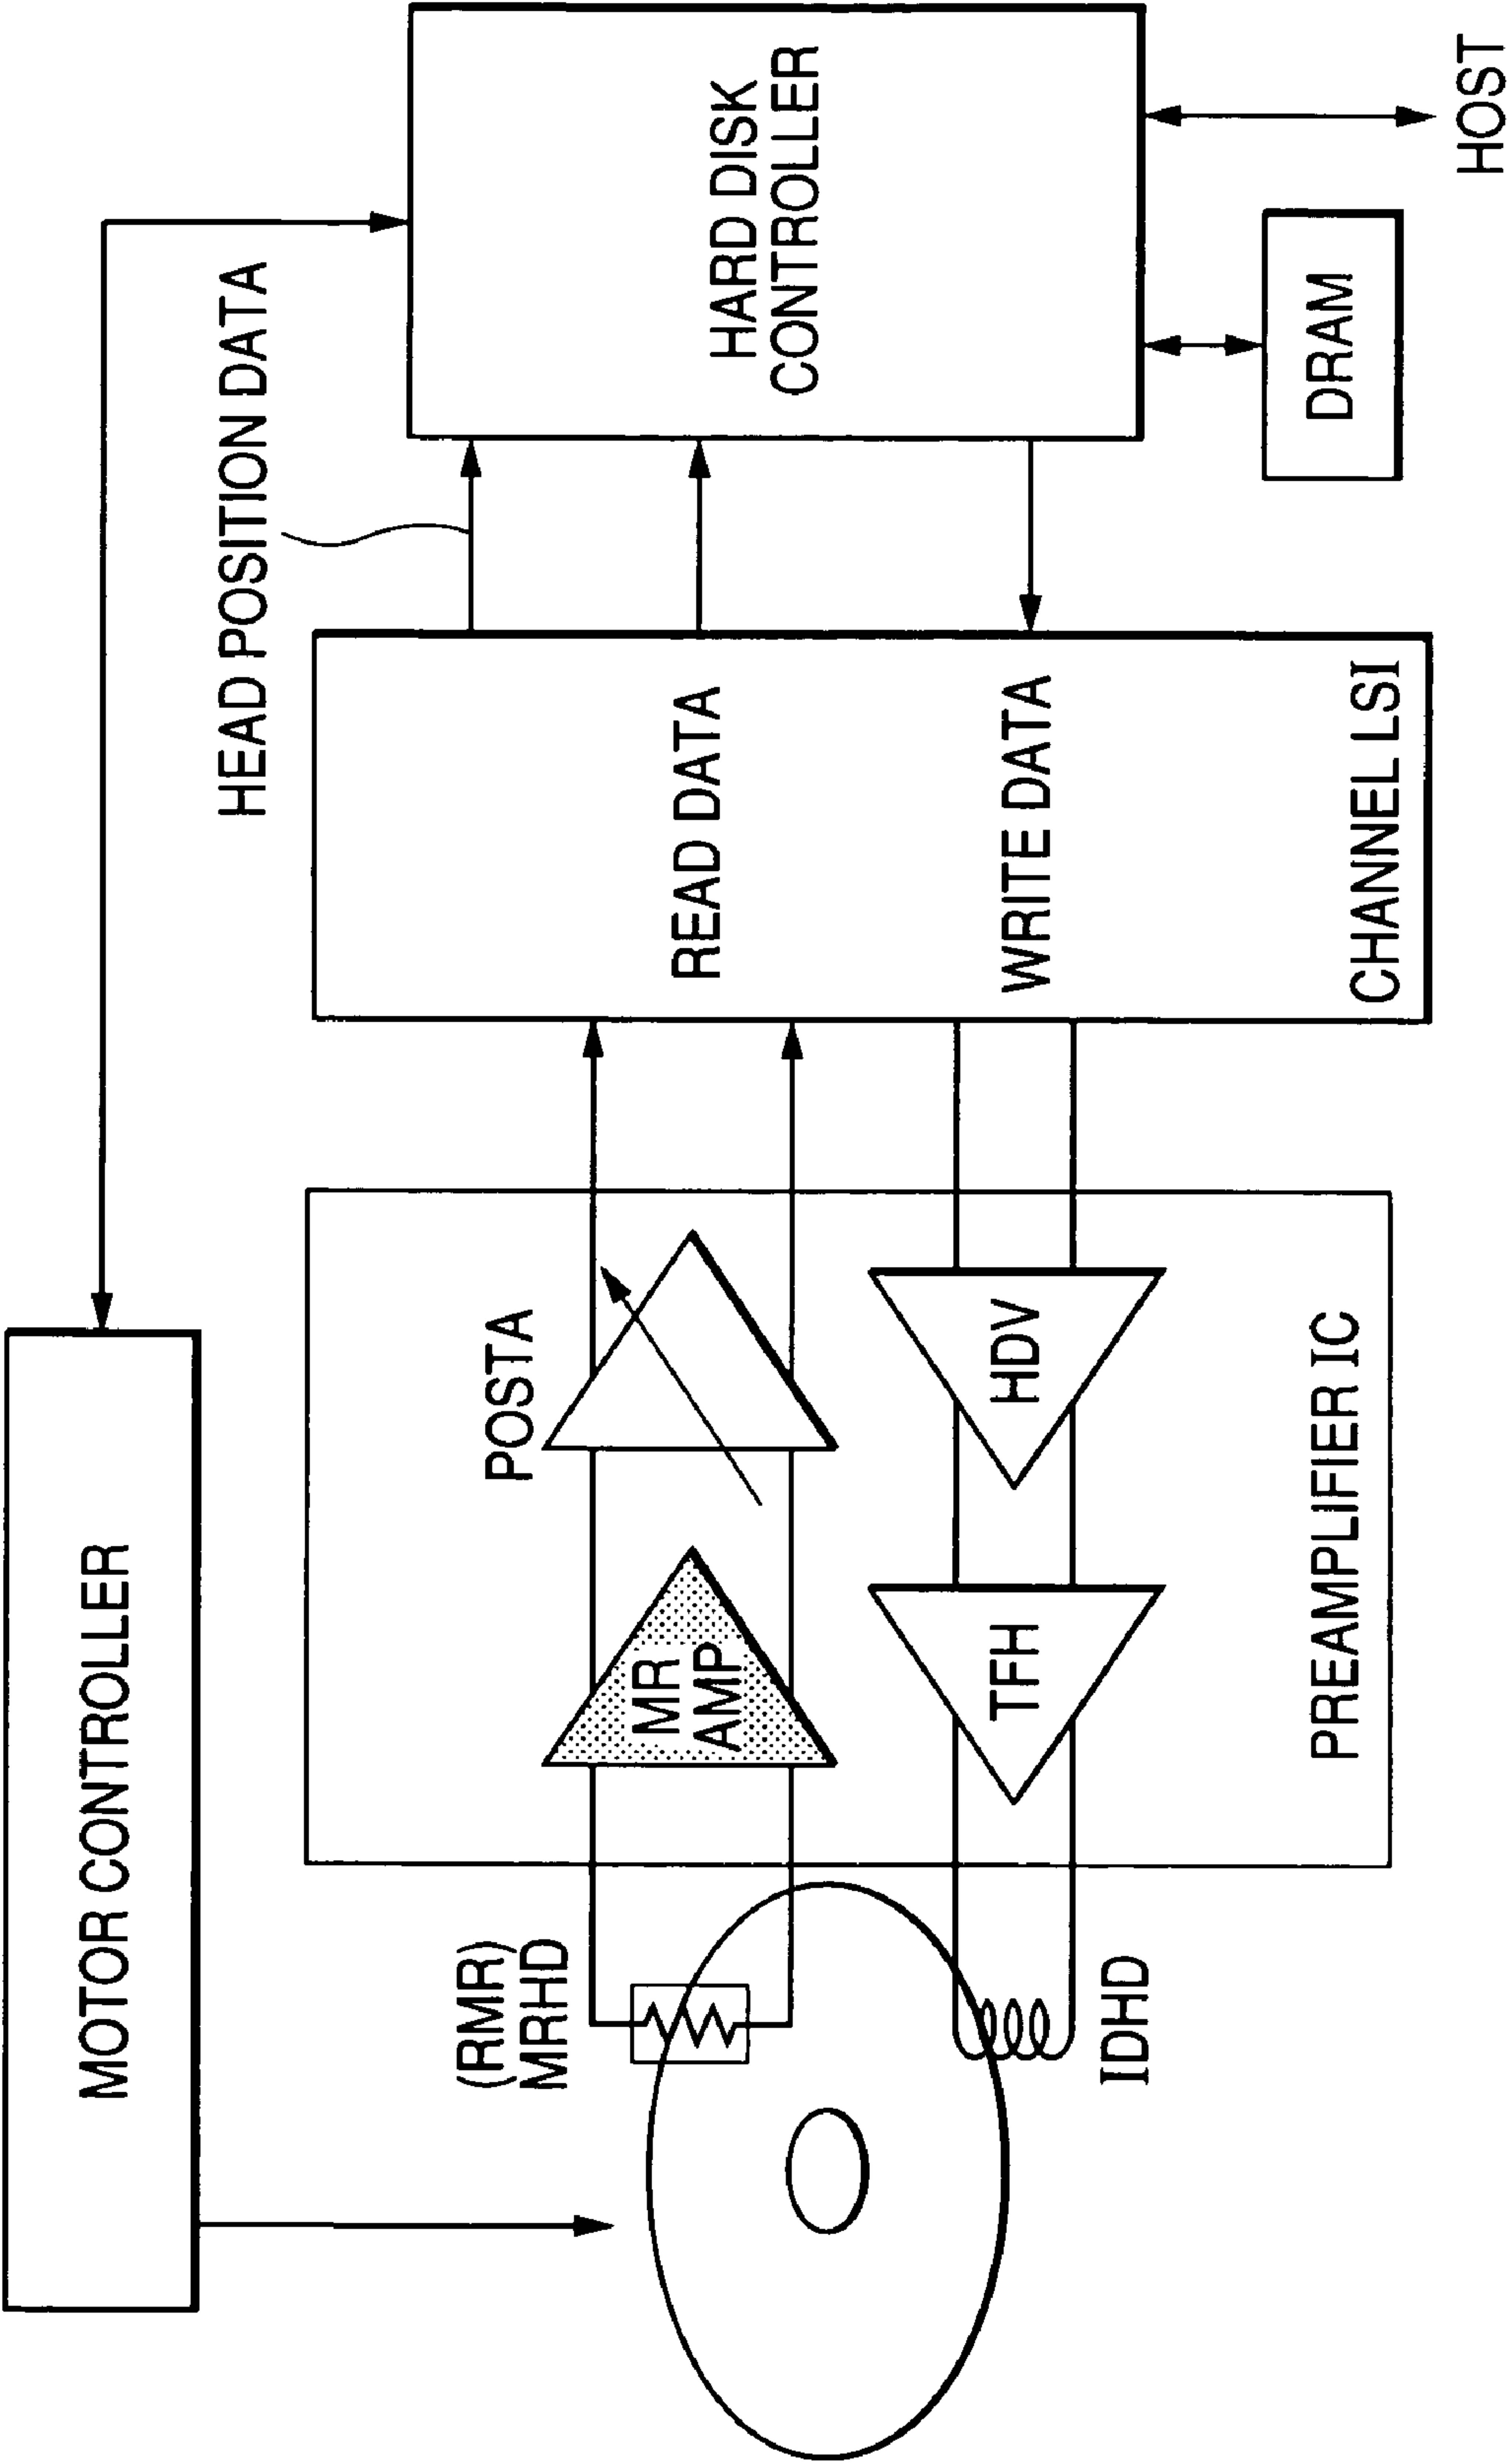 MOTOR CONTROLLER
HEAD POSITION DATA
(RMR)
MRHD
POSTA
MR
AMP
READ DATA
HARD DISK
CONTROLLER
TFH
HDV
WRITE DATA
IDHD
PREAMPLIFIER IC
CHANNEL LSI
DRAM
HOST